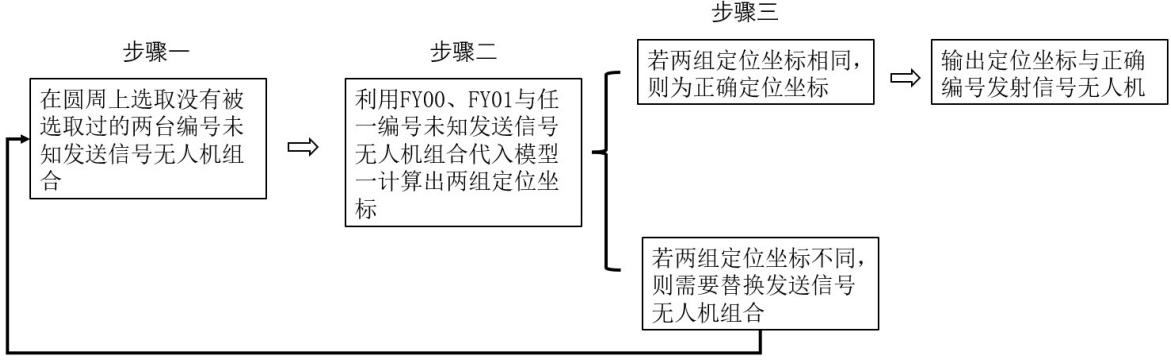 步骤一
在圆周上选取没有被
选取过的两台编号未
知发送信号无人机组
合
步骤二
利用FY00、FY01与任
一编号未知发送信号
无人机组合代入模型
一计算出两组定位坐
标
步骤三
若两组定位坐标相同，
则为正确定位坐标
输出定位坐标与正确
编号发射信号无人机
若两组定位坐标不同，
则需要替换发送信号
无人机组合